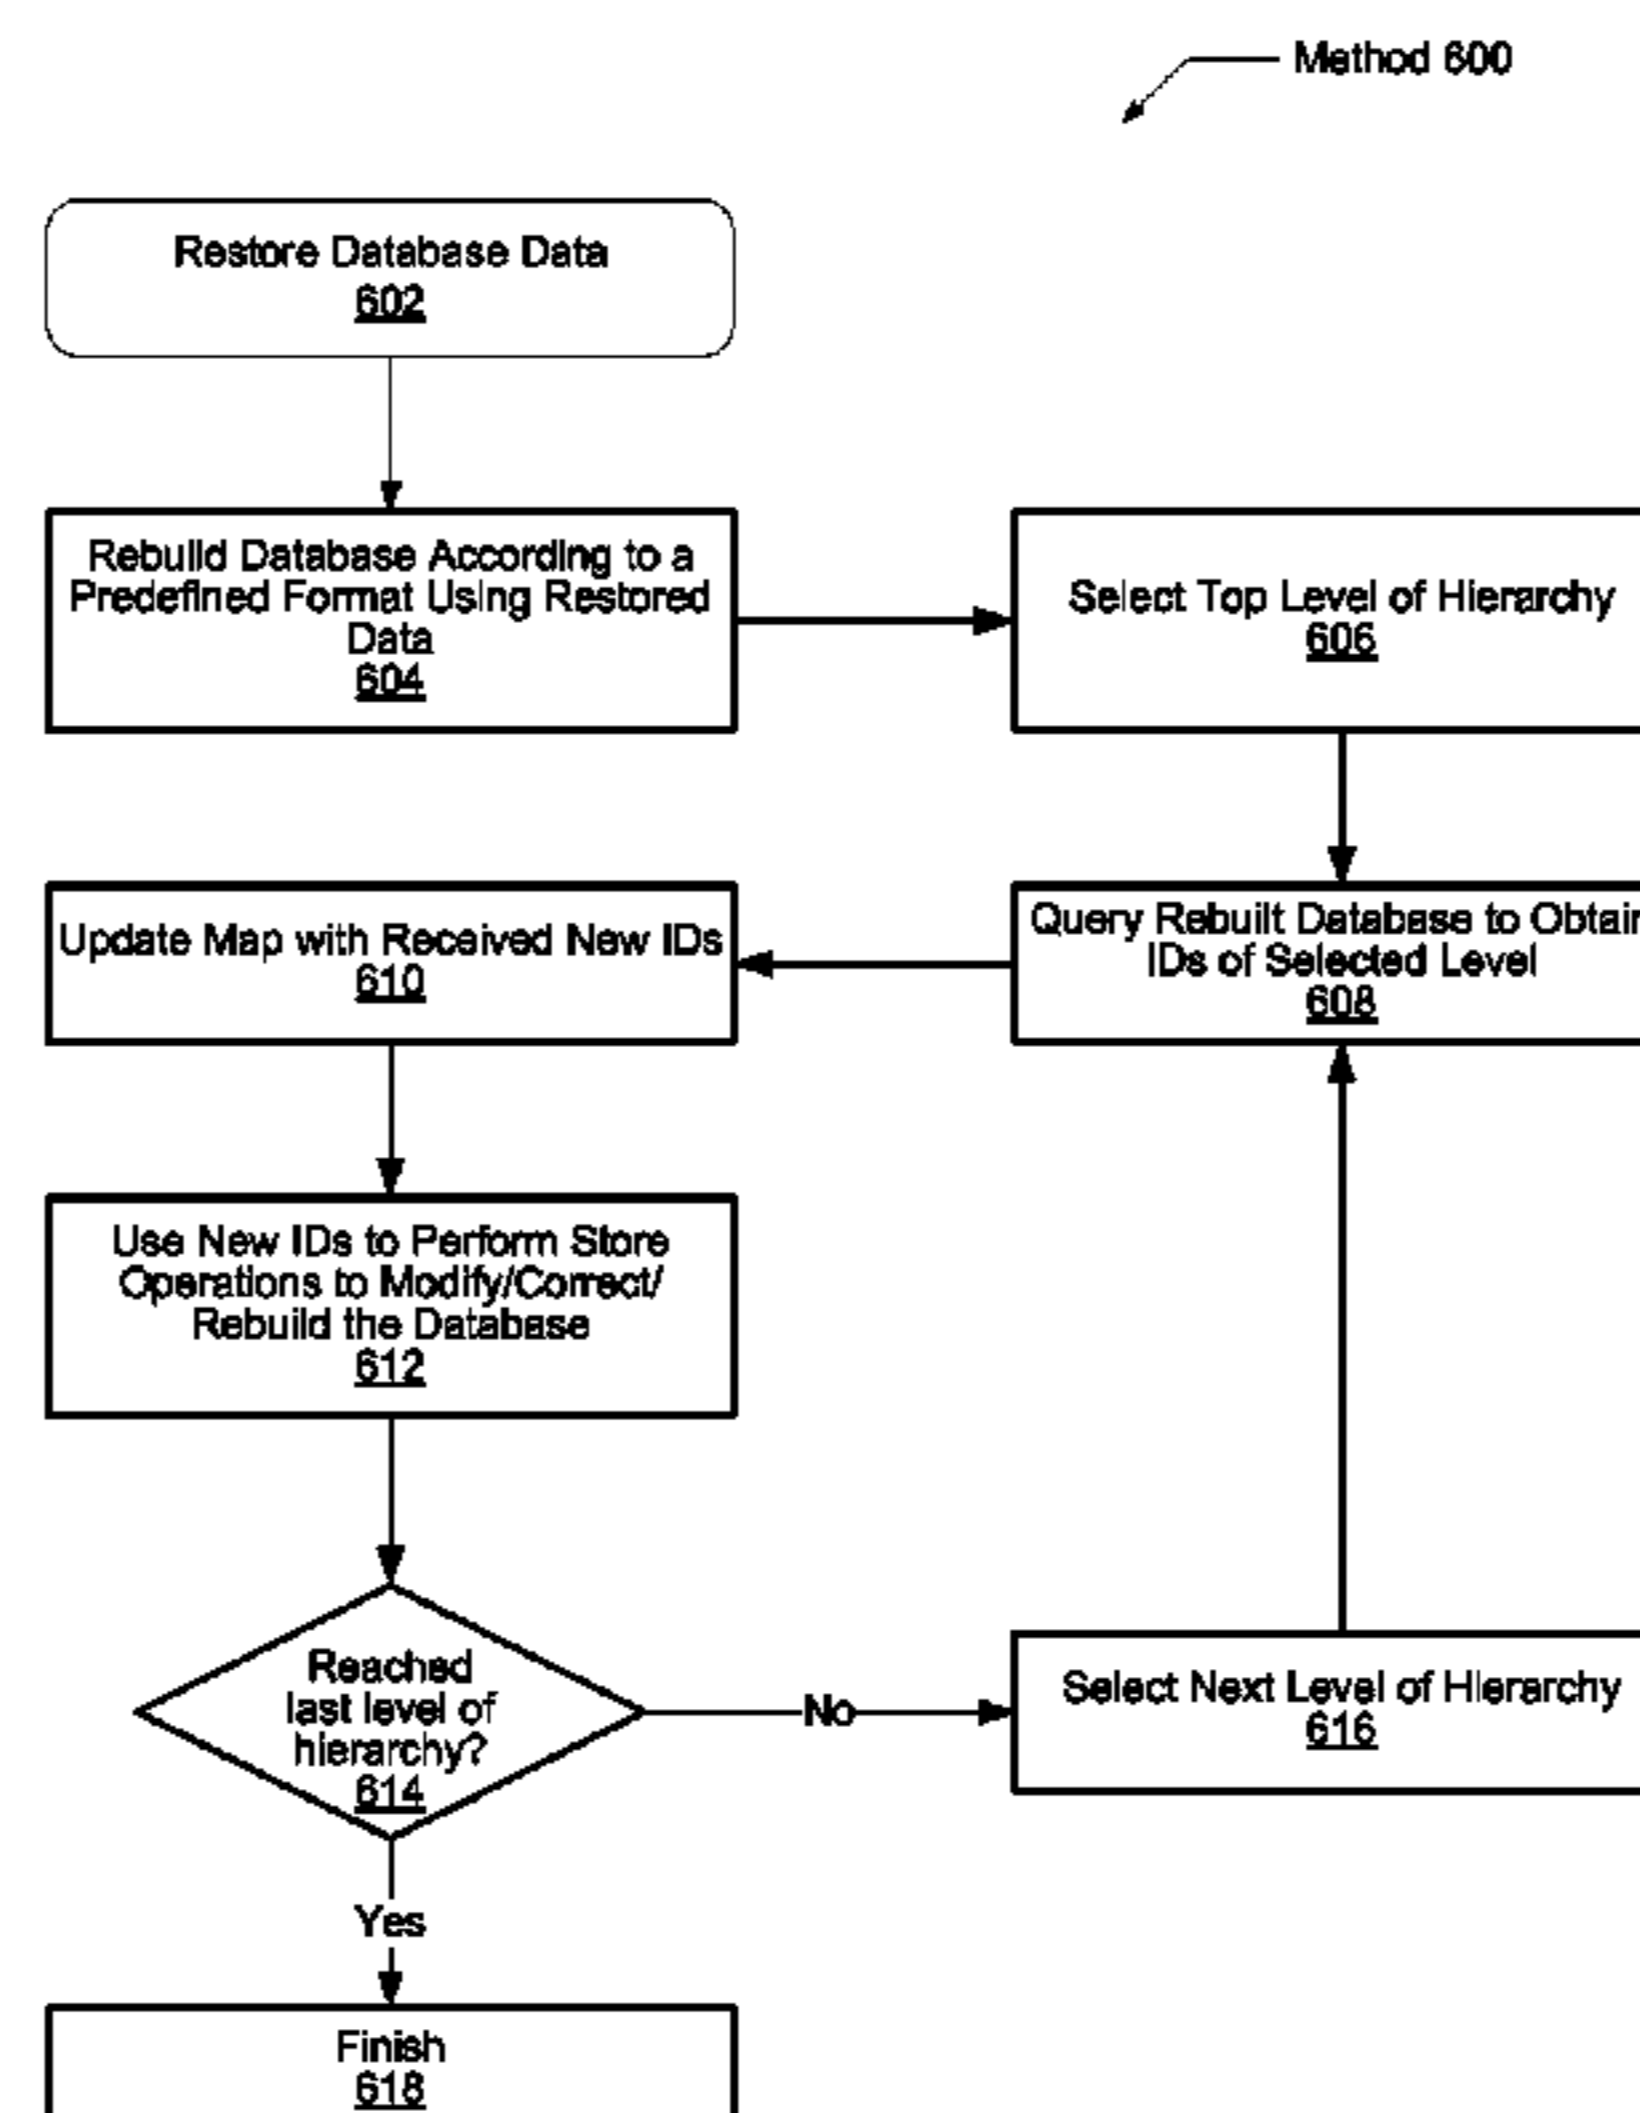 Method 600
Restore Database Data
602
Rebuild Database According to a
Predefined Format Using Restored
Data
604
Select Top Level of Hierarchy
606
Query Rebuilt Database to Obtain
IDs of Selected Level
608
Update Map with Received New IDs
610
Use New IDs to Perform Store
Operations to Modify/Correct/
Rebuild the Database
612
Reached
last level of
hierarchy?
614
No
Select Next Level of Hierarchy
616
Yes
Finish
618